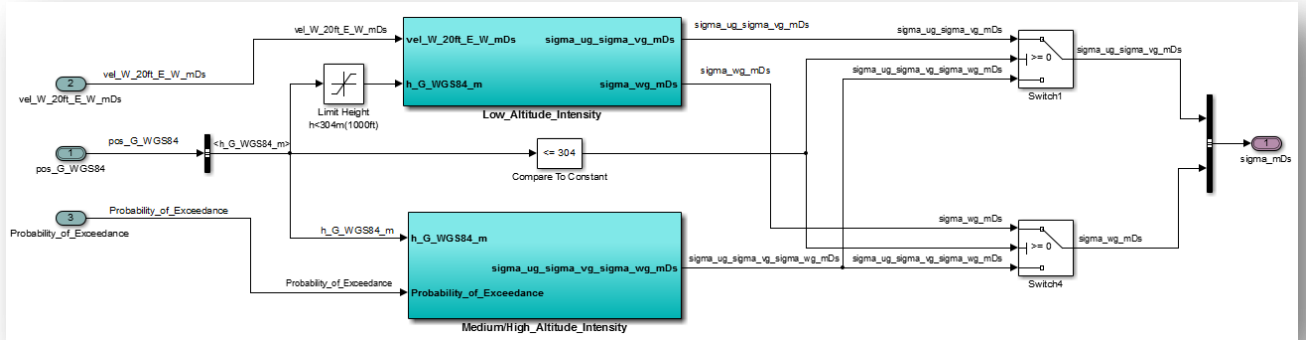 sigma_ug_sigma_vg_mDs
vel_W_20ft_E_W_mDs
vel_W_20ft_E_W_mDs
sigma_ug_sigma_vg_mDs
sigma_ug_sigma_vg_mDs
sigma_ug_sigma_vg_mDs
>= 0
vel_W_20ft_E_W_mDs
sigma_wg_mDs
sigma_ug_sigma_vg_sigma_wg_mDs
2
h_G_WGS84_m
sigma_wg_mDs
Switch1
vel_W_20ft_E_W_mDs
Limit Height
h<304m(1000ft)
Low_Altitude_Intensity
pos_G_WGS84
<h_G_WGS84_m>
1
<= 304
1
pos_G_WGS84
Compare To Constant
sigma_mDs
Probability_of_Exceedance
3
Probability_of_Exceedance
h_G_WGS84_m
h_G_WGS84_m
sigma_wg_mDs
sigma_wg_mDs
>= 0
sigma_ug_sigma_vg_sigma_wg_mDs
sigma_ug_sigma_vg_sigma_wg_mDs
sigma_ug_sigma_vg_sigma_wg_mDs
Probability_of_Exceedance
Probability_of_Exceedance
Switch4
Medium/High_Altitude_Intensity